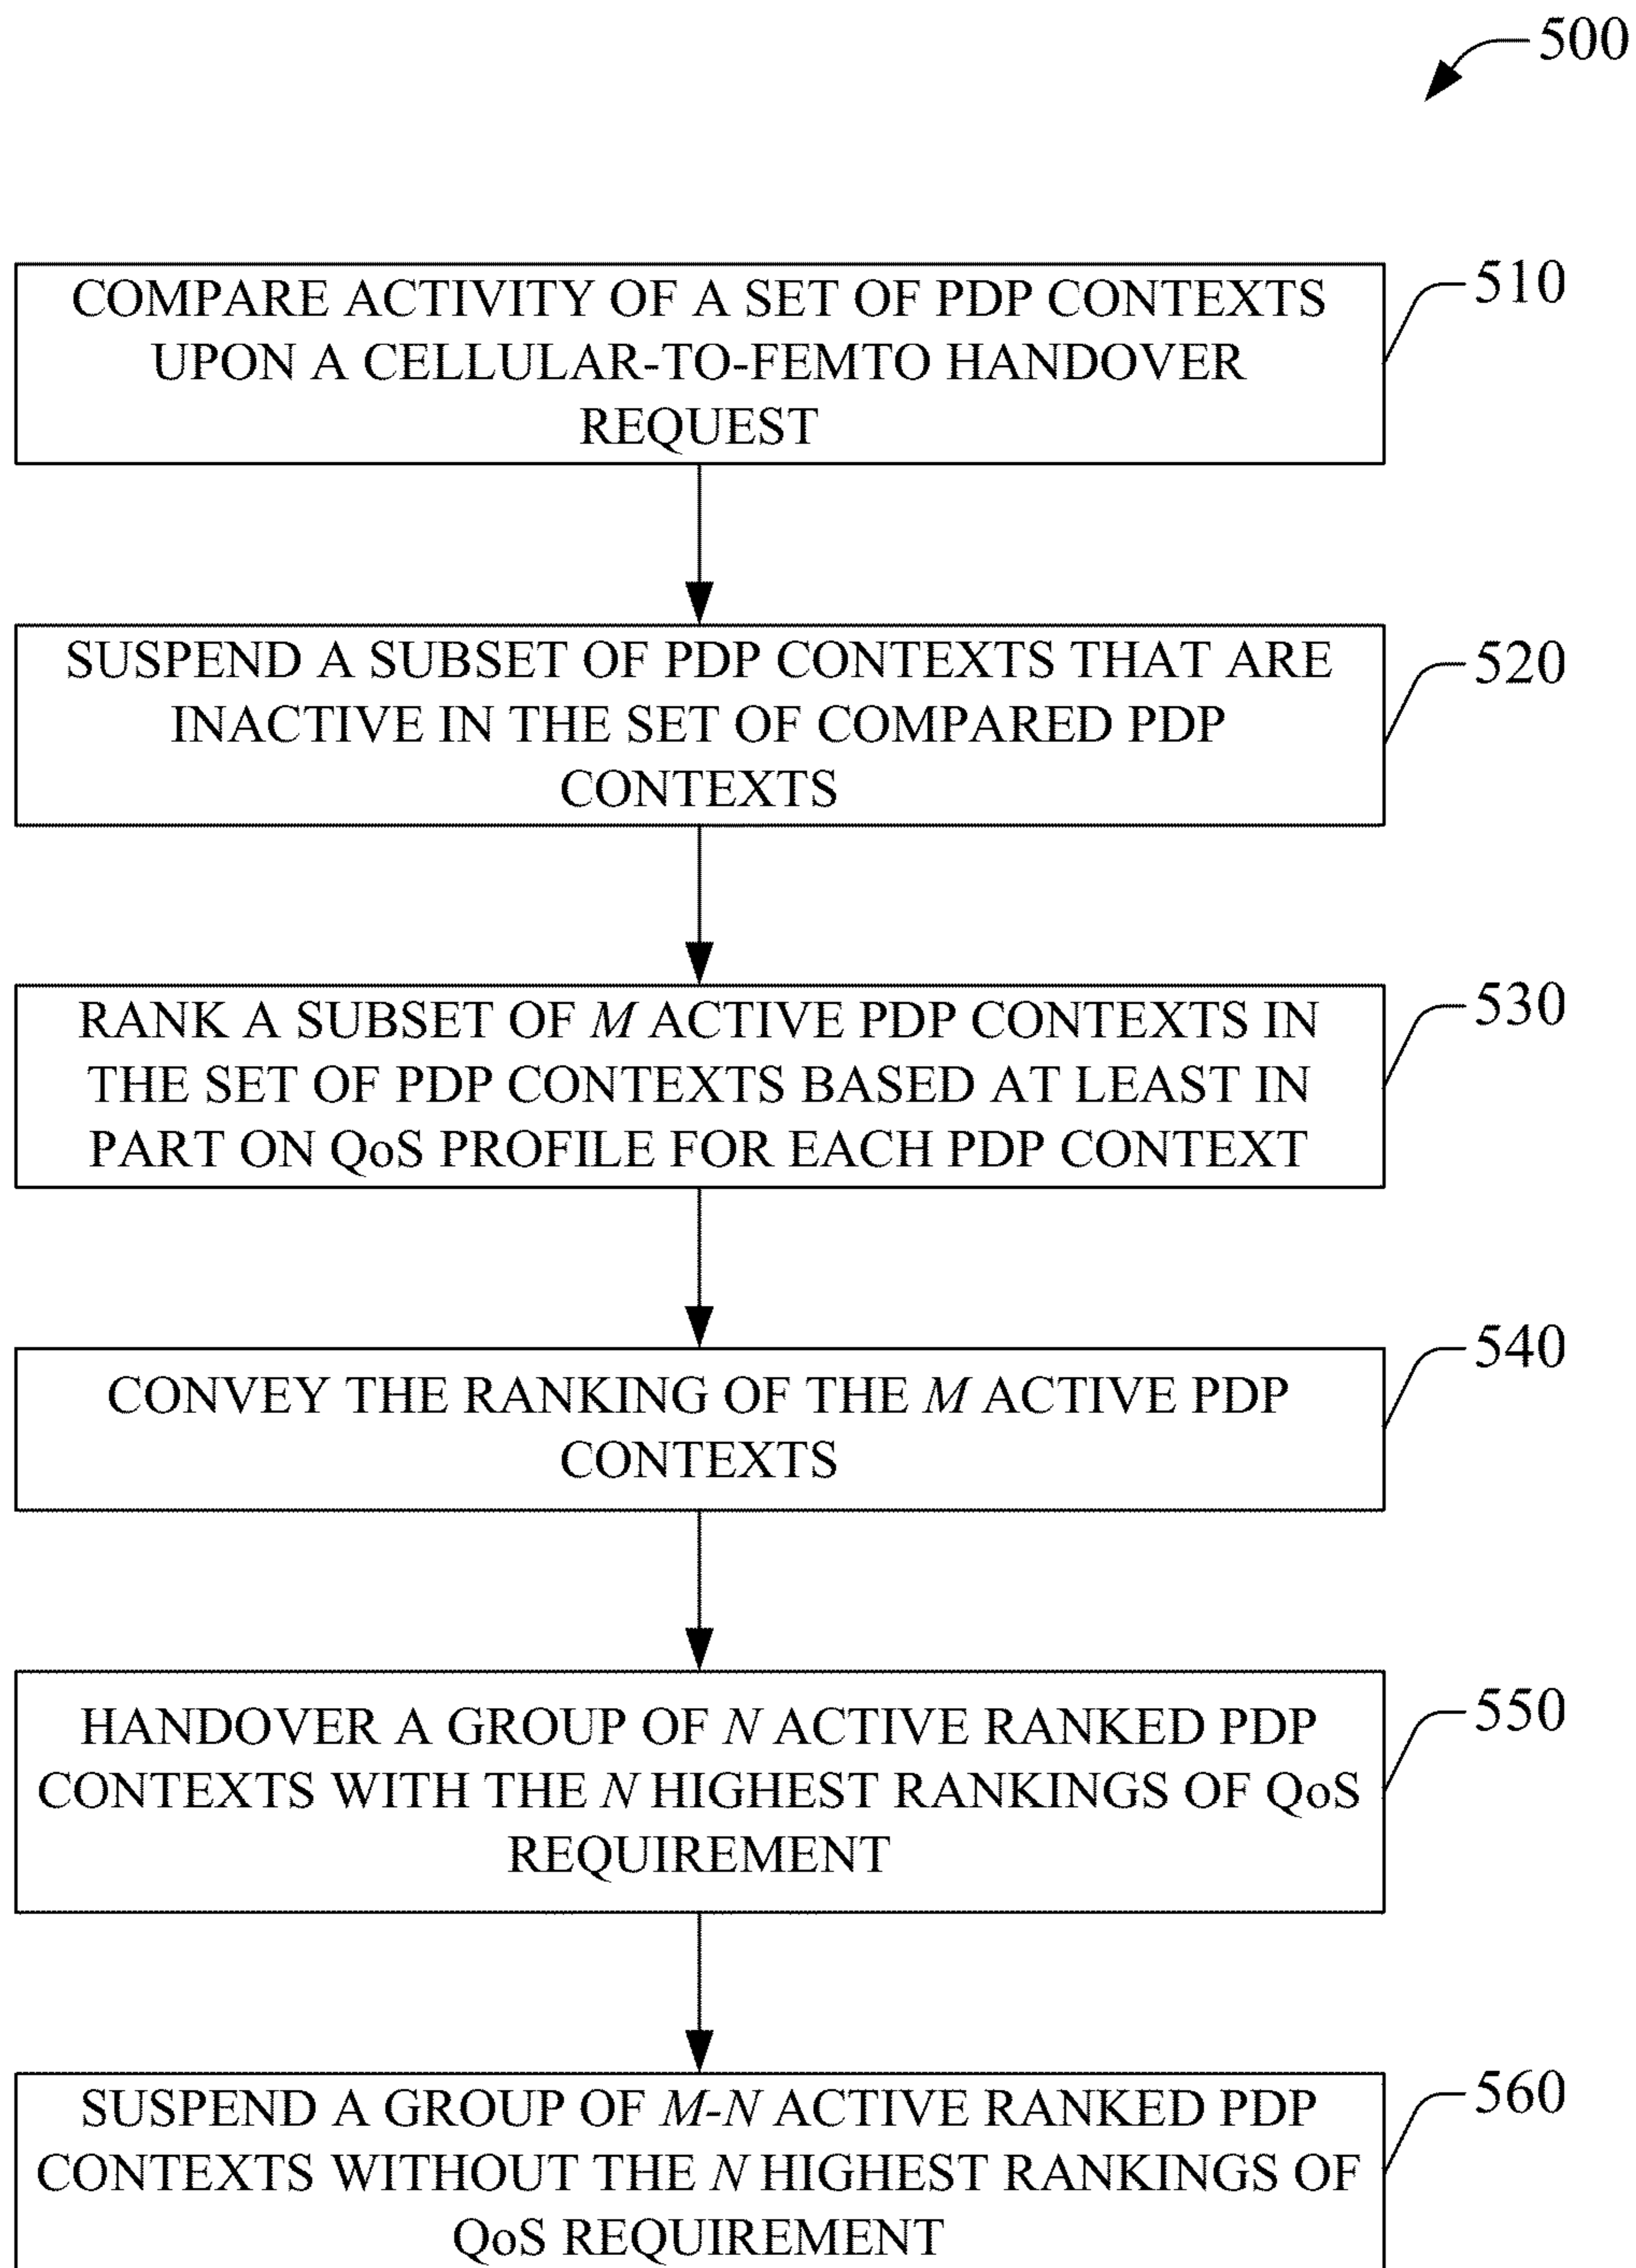 500
COMPARE ACTIVITY OF A SET OF PDP CONTEXTS
UPON A CELLULAR-TO-FEMTO HANDOVER
REQUEST
510
SUSPEND A SUBSET OF PDP CONTEXTS THAT ARE
INACTIVE IN THE SET OF COMPARED PDP
CONTEXTS
520
RANK A SUBSET OF M ACTIVE PDP CONTEXTS IN
THE SET OF PDP CONTEXTS BASED AT LEAST IN
PART ON QoS PROFILE FOR EACH PDP CONTEXT
530
CONVEY THE RANKING OF THE M ACTIVE PDP
CONTEXTS
540
HANDOVER A GROUP OF N ACTIVE RANKED PDP
CONTEXTS WITH THE N HIGHEST RANKINGS OF QoS
REQUIREMENT
550
SUSPEND A GROUP OF M-N ACTIVE RANKED PDP
CONTEXTS WITHOUT THE N HIGHEST RANKINGS OF
QoS REQUIREMENT
560